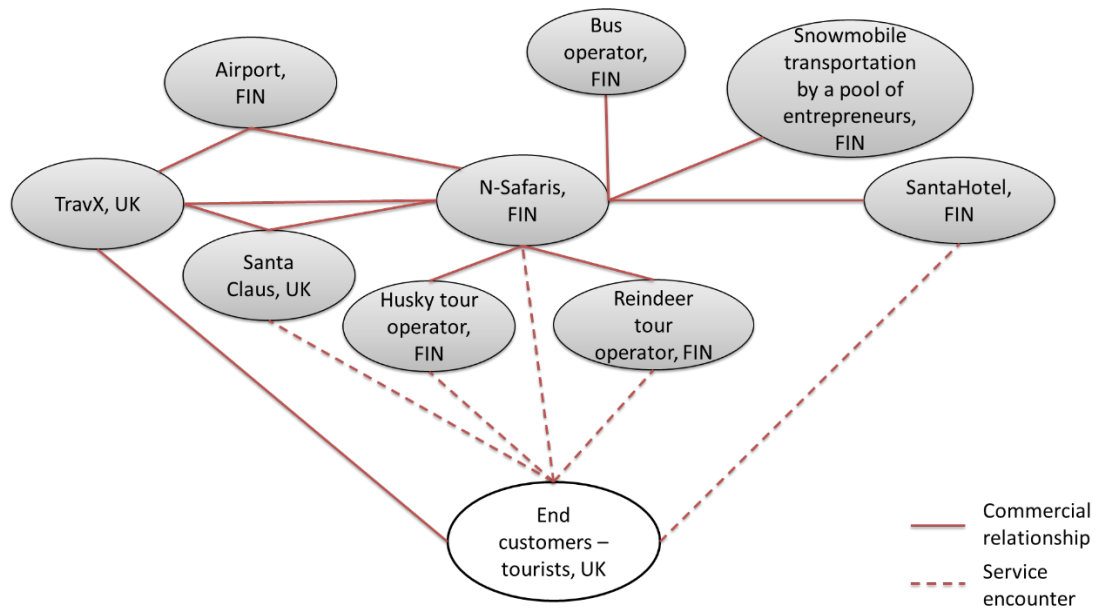 Bus
operator,
FIN
Snowmobile
transportation
by a pool of
entrepreneurs,
FIN
Airport,
FIN
TravX, UK
N-Safaris,
FIN
SantaHotel,
FIN
Santa
Claus, UK
Husky tour
operator,
FIN
Reindeer
tour
operator, FIN
End
customers –
tourists, UK
Commercial
relationship
Service
encounter